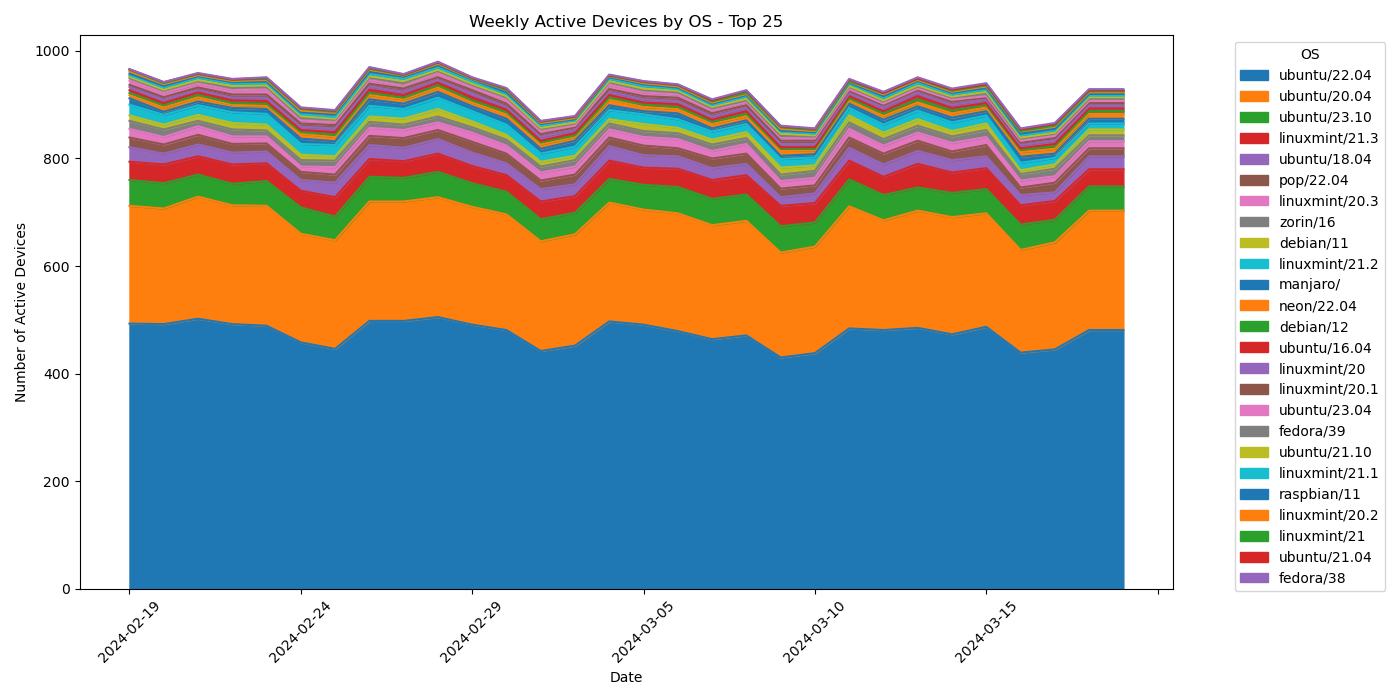 Weekly Active Devices by OS - Top 25
Number of Active Devices
1000
800
600
400
200
0
2024-02-19
2024-02-24
2024-02-29
2024-03-05
2024-03-10
2024-03-15
Date
OS
ubuntu/22.04
ubuntu/20.04
ubuntu/23.10
linuxmint/21.3
ubuntu/18.04
pop/22.04
linuxmint/20.3
zorin/16
debian/11
linuxmint/21.2
manjaro/
neon/22.04
debian/12
ubuntu/16.04
linuxmint/20
linuxmint/20.1
ubuntu/23.04
fedora/39
ubuntu/21.10
linuxmint/21.1
raspbian/11
linuxmint/20.2
linuxmint/21
ubuntu/21.04
fedora/38